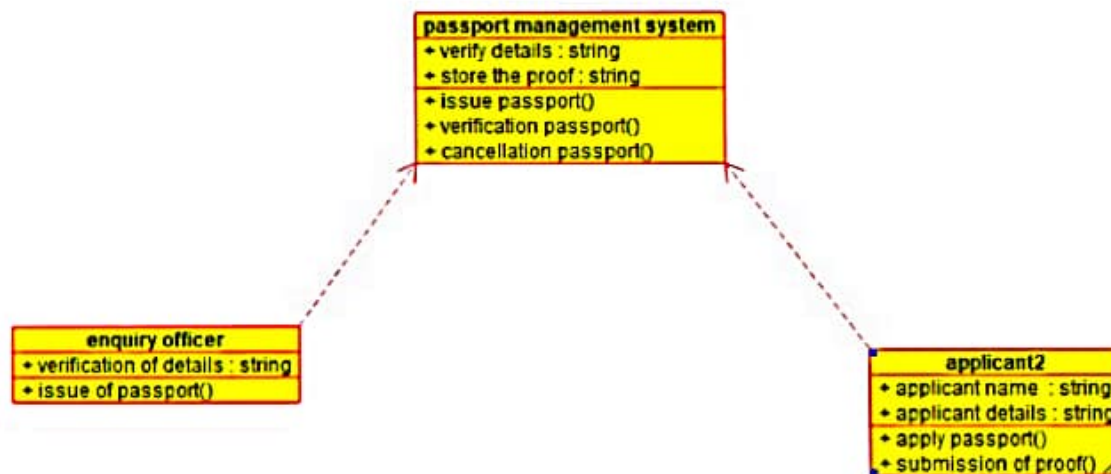 passport management system
+ verify details : string
+ store the proof : string
+ issue passport()
+ verification passport()
+ cancellation passport()
enquiry officer
+ verification of details : string
+ issue of passport()
applicant2
+ applicant name : string
+ applicant details : string
+ apply passport()
+ submission of proof()